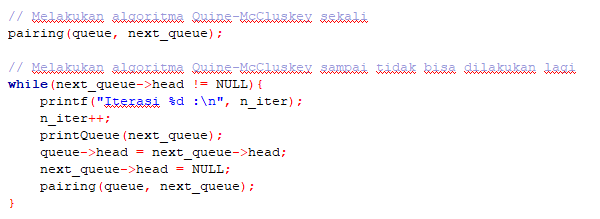 // Melakukan algoritma Quine-McCluskey sekali
pairing(queue, next_queue);
// Melakukan algoritma Quine-McCluskey sampai tidak bisa dilakukan lagi
while(next_queue->head != NULL){
printf("Iterasi %d :\n", n_iter);
n_iter++;
printQueue(next_queue);
queue->head = next_queue->head;
next_queue->head = NULL;
pairing(queue, next_queue);
}